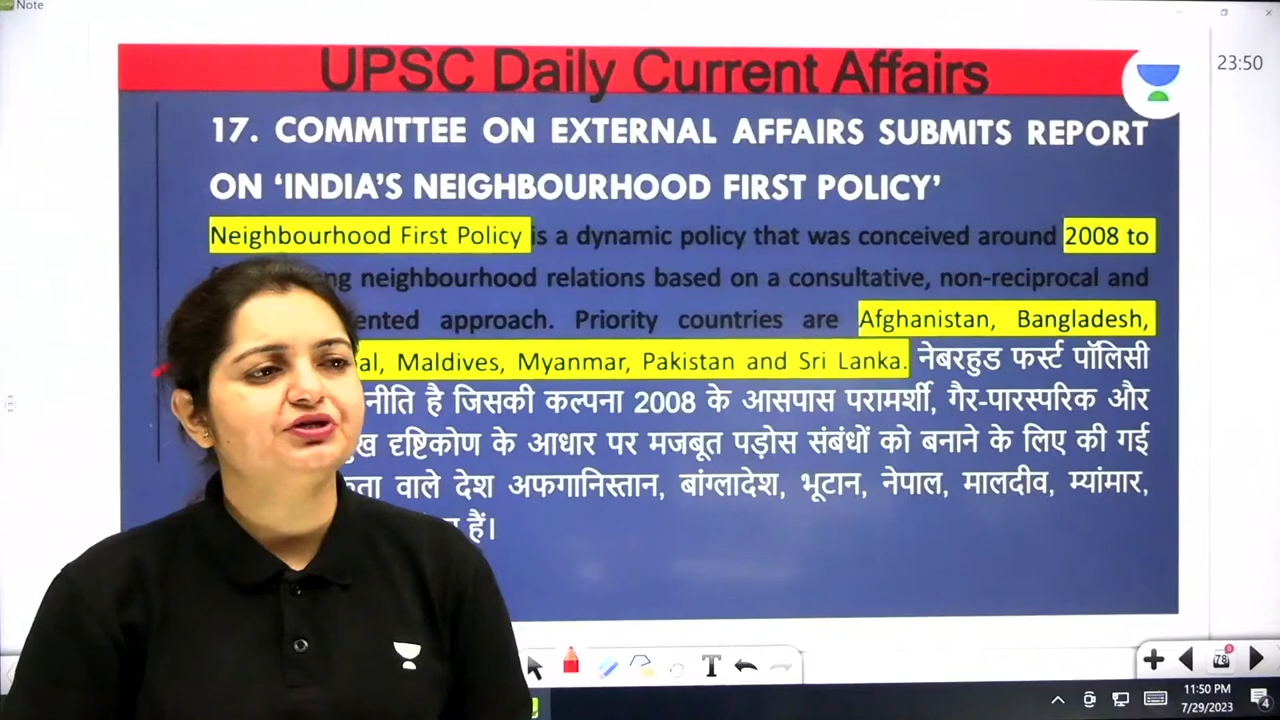 Note
UPSC Daily Current Affairs
23:50
17. COMMITTEE ON EXTERNAL AFFAIRS SUBMITS REPORT
ON ‘INDIA’S NEIGHBOURHOOD FIRST POLICY’
Neighbourhood First Policy is a dynamic policy that was conceived around 2008 to
neighbourhood relations based on a consultative, non-reciprocal and
approach. Priority countries are Afghanistan, Bangladesh,
Maldives, Myanmar, Pakistan and Sri Lanka. नेबरहुड फर्स्ट पॉलिसी
नीति है जिसकी कल्पना 2008 के आसपास परामर्शी, गैर-पारस्परिक और
दृष्टिकोण के आधार पर मजबूत पड़ोस संबंधों को बनाने के लिए की गई
वाले देश अफगानिस्तान, बांग्लादेश, भूटान, नेपाल, मालदीव, म्यांमार,
हैं।
T
78
11:50 PM
7/29/2023
4